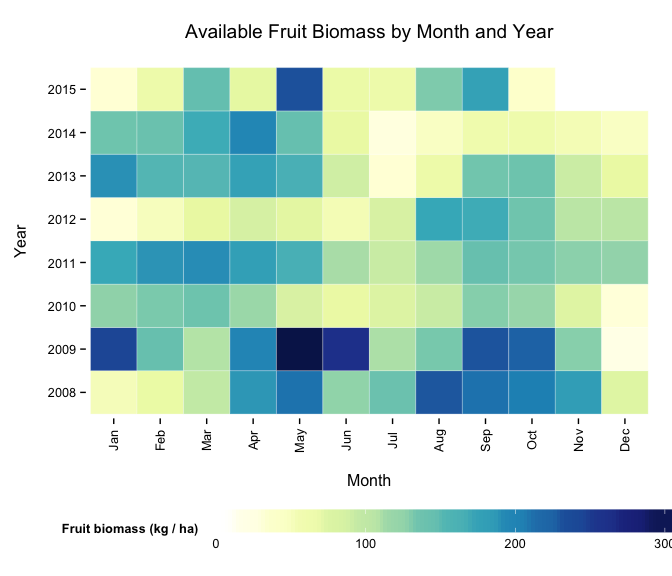 Available Fruit Biomass by Month and Year
Year
2015
2014
2013
2012
2011
2010
2009
2008
Jan Feb Mar Apr May Jun Jul Aug Sep Oct Nov Dec
Month
Fruit biomass (kg / ha)
0 100 200 300